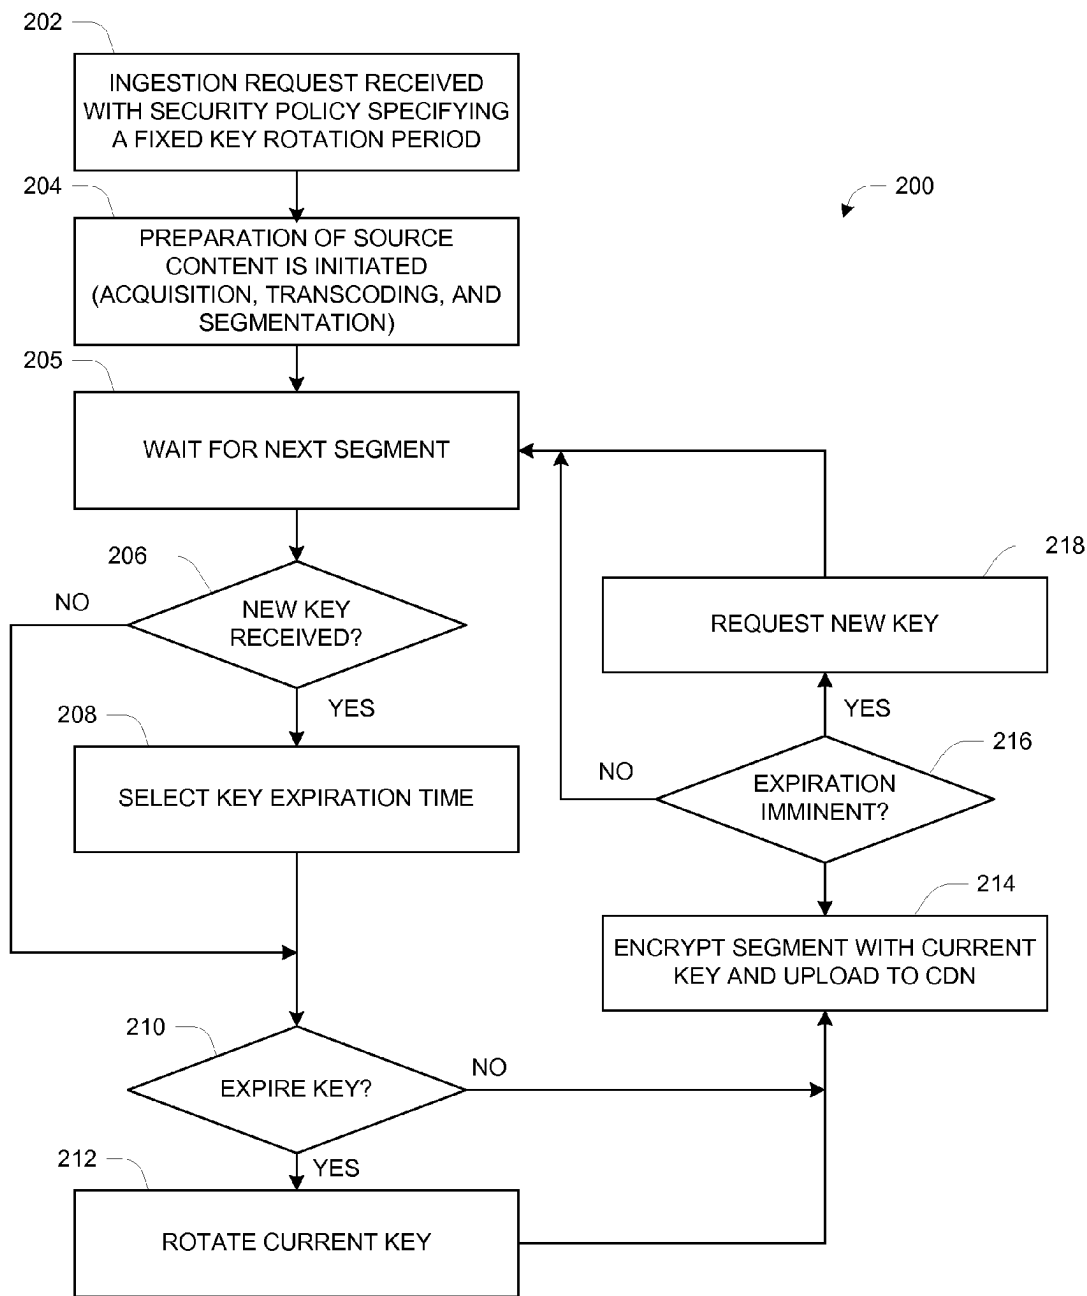 202
INGESTION REQUEST RECEIVED
WITH SECURITY POLICY SPECIFYING
A FIXED KEY ROTATION PERIOD
204
200
PREPARATION OF SOURCE
CONTENT IS INITIATED
(ACQUISITION, TRANSCODING, AND
SEGMENTATION)
205
WAIT FOR NEXT SEGMENT
206
NO
NEW KEY
RECEIVED?
YES
208
SELECT KEY EXPIRATION TIME
210
EXPIRE KEY?
NO
YES
212
ROTATE CURRENT KEY
214
ENCRYPT SEGMENT WITH CURRENT
KEY AND UPLOAD TO CDN
216
EXPIRATION
IMMINENT?
NO
YES
218
REQUEST NEW KEY